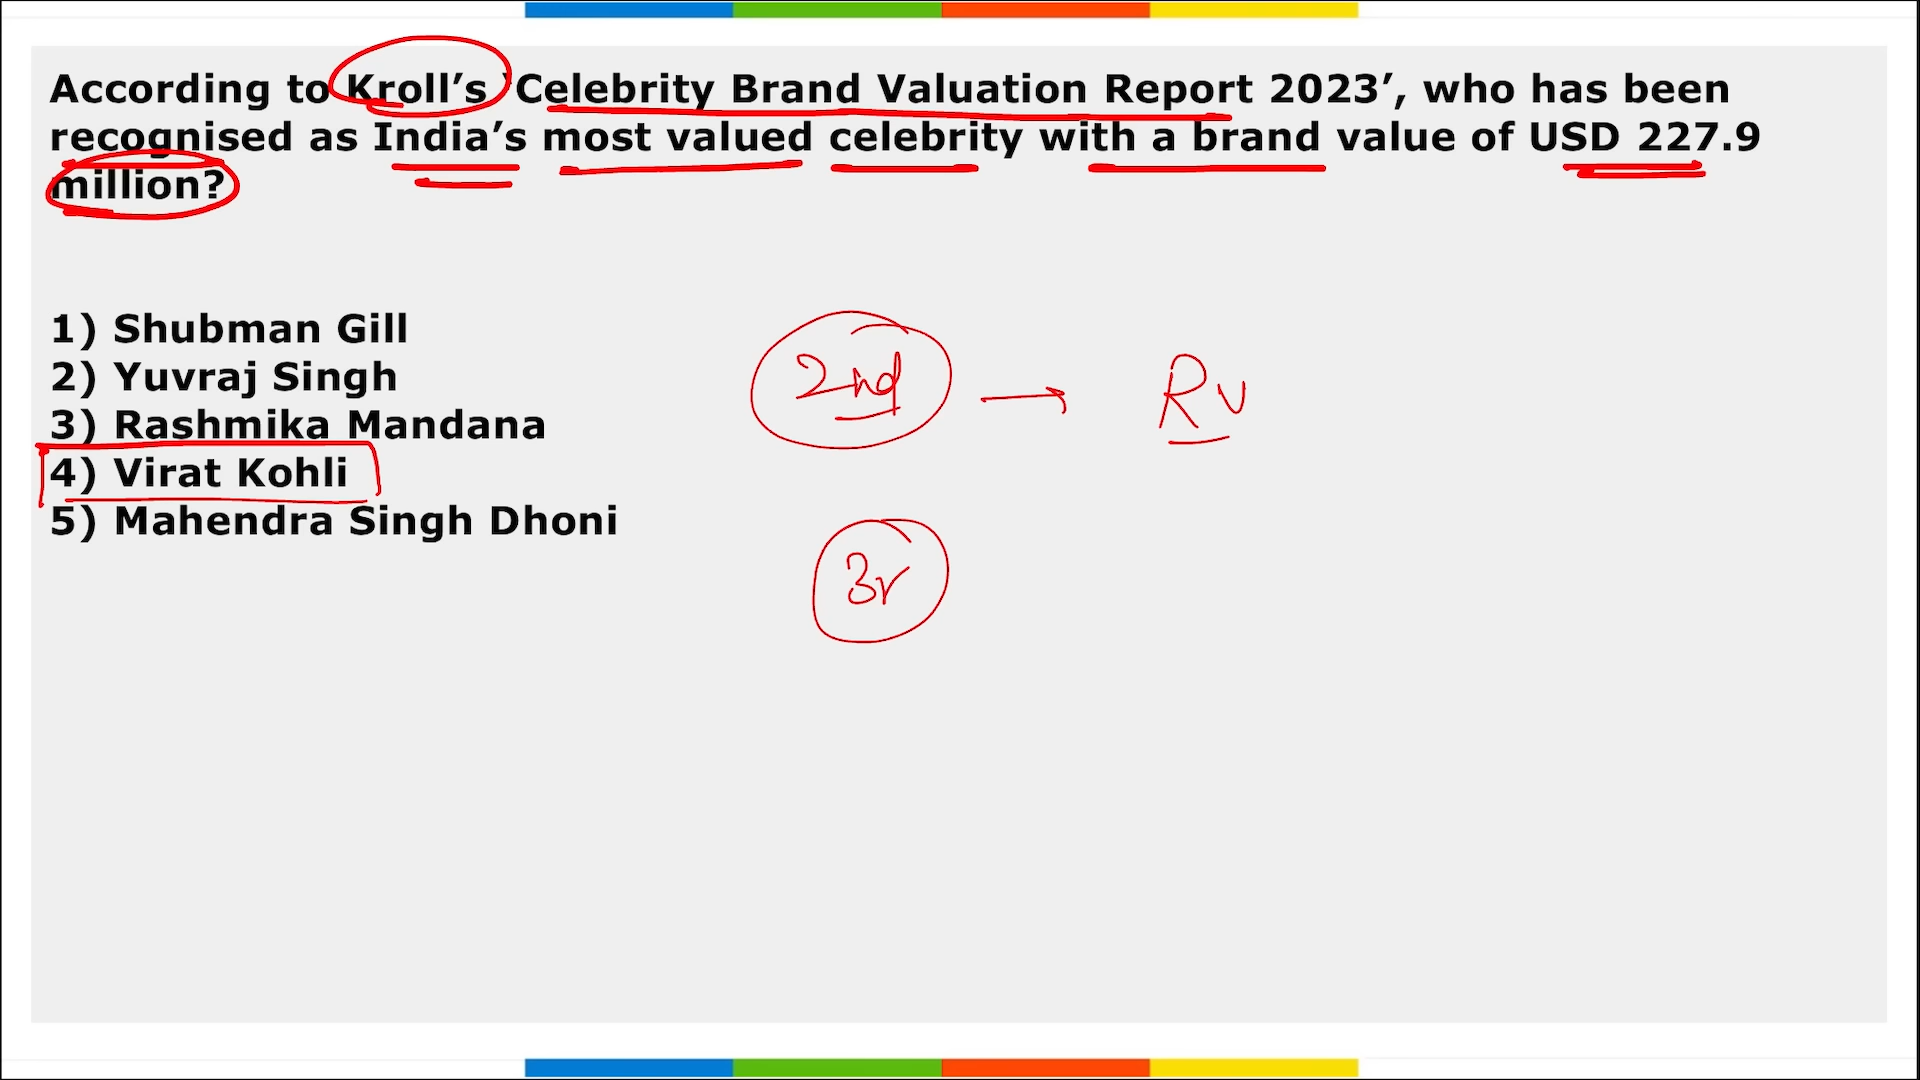 According to Kroll’s ‘Celebrity Brand Valuation Report 2023’, who has been
recognised as India’s most valued celebrity with a brand value of USD 227.9
million?
1) Shubman Gill
2) Yuvraj Singh
3) Rashmika Mandana
4) Virat Kohli
5) Mahendra Singh Dhoni
2nd → Rv
3r